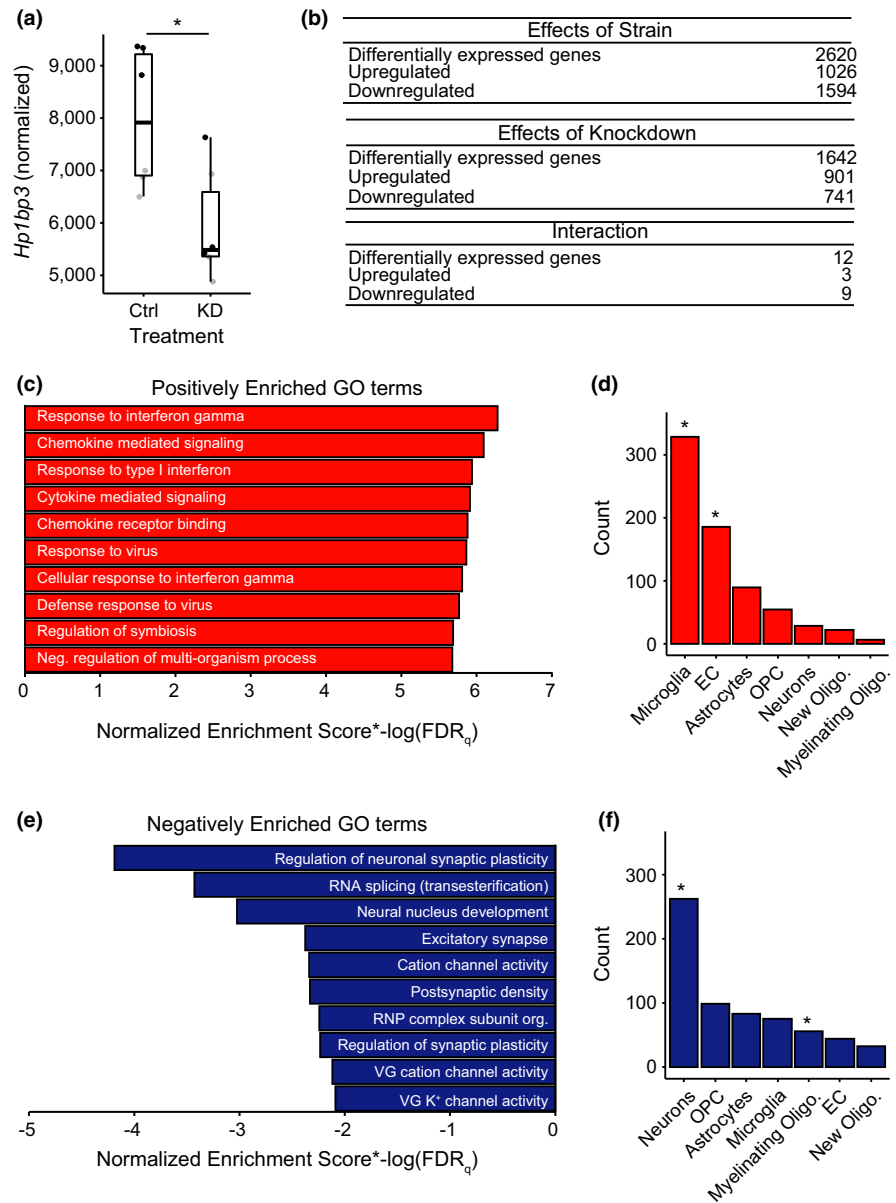 (a)
*
9,000
8,000
7,000
6,000
5,000
Hp1bp3 (normalized)
Ctrl KD
Treatment
(b)
Effects of Strain
Differentially expressed genes 2620
Upregulated 1026
Downregulated 1594
Effects of Knockdown
Differentially expressed genes 1642
Upregulated 901
Downregulated 741
Interaction
Differentially expressed genes 12
Upregulated 3
Downregulated 9
(c)
Positively Enriched GO terms
Response to interferon gamma
Chemokine mediated signaling
Response to type I interferon
Cytokine mediated signaling
Chemokine receptor binding
Response to virus
Cellular response to interferon gamma
Defense response to virus
Regulation of symbiosis
Neg. regulation of multi-organism process
0 1 2 3 4 5 6 7
Normalized Enrichment Score*-log(FDRq)
(d)
* *
300
200
100
0
Count
Microglia
EC
Astrocytes
OPC
Neurons
New Oligo.
Myelinating Oligo.
(e)
Negatively Enriched GO terms
Regulation of neuronal synaptic plasticity
RNA splicing (transesterification)
Neural nucleus development
Excitatory synapse
Cation channel activity
Postsynaptic density
RNP complex subunit org.
Regulation of synaptic plasticity
VG cation channel activity
VG K⁺ channel activity
-5 -4 -3 -2 -1 0
Normalized Enrichment Score*-log(FDRq)
(f)
* *
300
200
100
0
Count
Neurons
OPC
Astrocytes
Microglia
Myelinating Oligo.
EC
New Oligo.